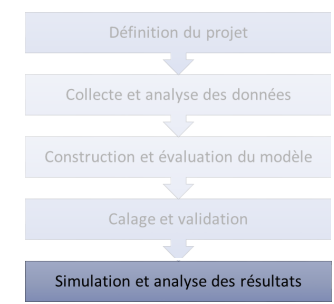 Définition du projet
Collecte et analyse des données
Construction et évaluation du modèle
Calage et validation
Simulation et analyse des résultats